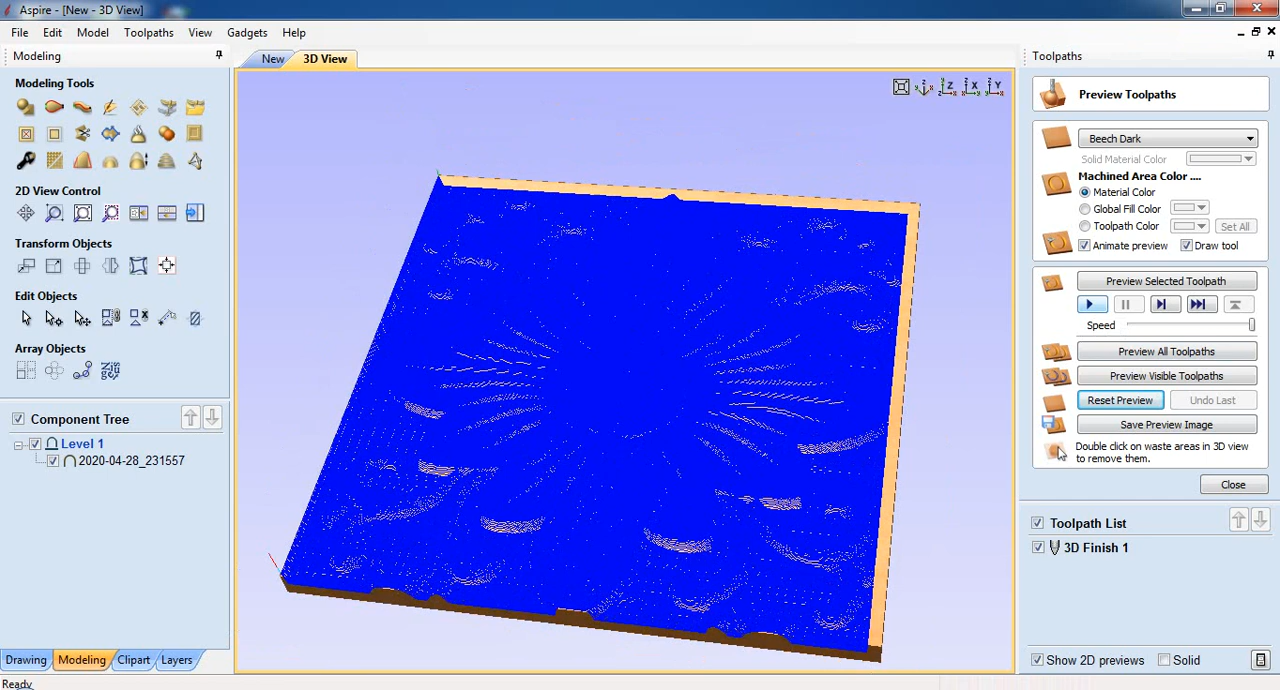 Aspire - [New - 3D View]
File Edit Model Toolpaths View Gadgets Help
Modeling
New 3D View
Toolpaths
Modeling Tools
2D View Control
Transform Objects
Edit Objects
Array Objects
Component Tree
Level 1
2020-04-28_231557
Drawing Modeling Clipart Layers
Ready
Z X Y
Preview Toolpaths
Beech Dark
Solid Material Color
Machined Area Color ....
Material Color
Global Fill Color
Toolpath Color Set All
Animate preview Draw tool
Preview Selected Toolpath
Speed
Preview All Toolpaths
Preview Visible Toolpaths
Reset Preview Undo Last
Save Preview Image
Double click on waste areas in 3D view
to remove them.
Close
Toolpath List
3D Finish 1
Show 2D previews Solid